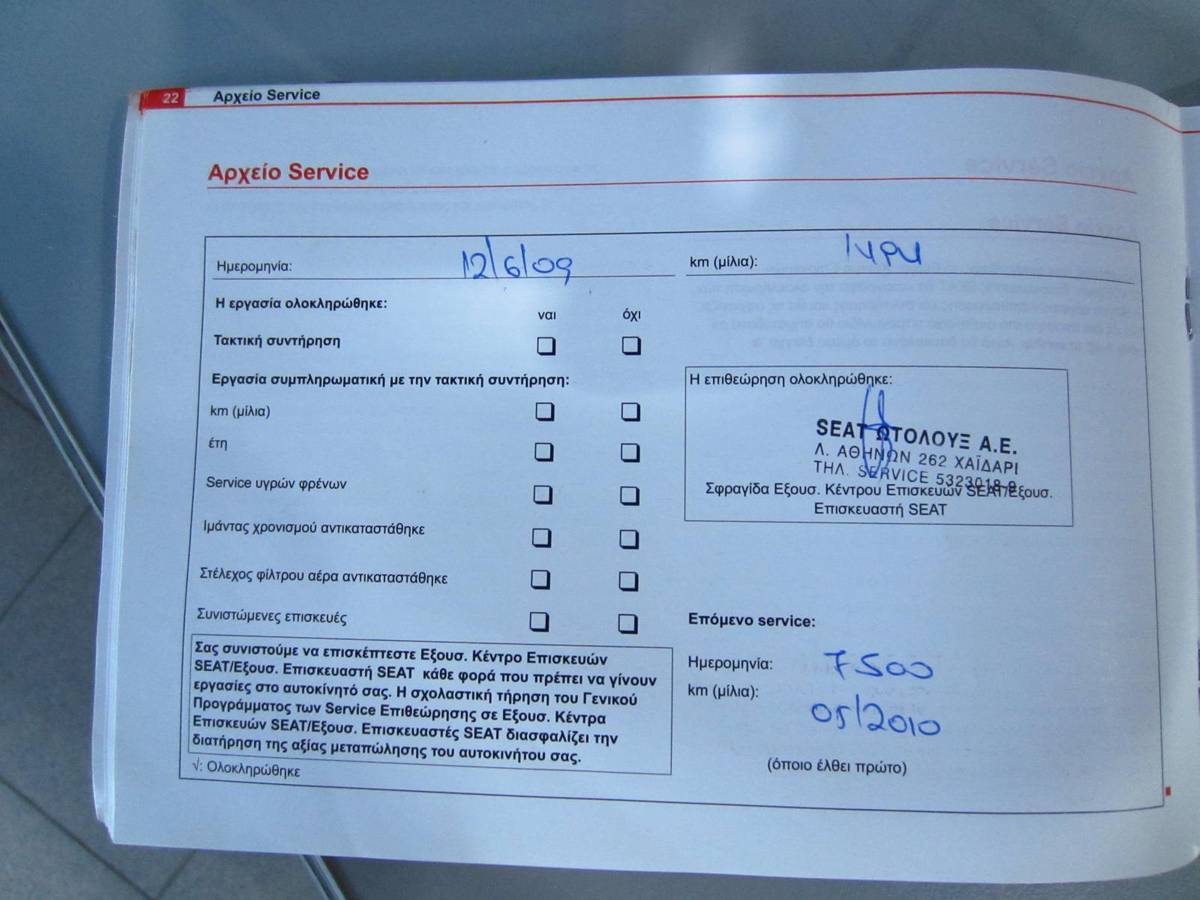 22 Αρχείο Service
Αρχείο Service
Ημερομηνία: 12/6/09 km (μίλια):
Η εργασία ολοκληρώθηκε: ναι όχι
Τακτική συντήρηση
Εργασία συμπληρωματική με την τακτική συντήρηση:
km (μίλια)
έτη
Service υγρών φρένων
Ιμάντας χρονισμού αντικαταστάθηκε
Στέλεχος φίλτρου αέρα αντικαταστάθηκε
Συνιστώμενες επισκευές
Σας συνιστούμε να επισκέπτεστε Εξουσ. Κέντρο Επισκευών
SEAT/Εξουσ. Επισκευαστή SEAT κάθε φορά που πρέπει να γίνουν
εργασίες στο αυτοκίνητό σας. Η σχολαστική τήρηση του Γενικού
Προγράμματος των Service Επιθεώρησης σε Εξουσ. Κέντρα
Επισκευών SEAT/Εξουσ. Επισκευαστές SEAT διασφαλίζει την
διατήρηση της αξίας μεταπώλησης του αυτοκινήτου σας.
√: Ολοκληρώθηκε
Η επιθεώρηση ολοκληρώθηκε:
SEAT ΩΤΟΛΟΥΞ Α.Ε.
Λ. ΑΘΗΝΩΝ 262 ΧΑΪΔΑΡΙ
ΤΗΛ. SERVICE 5323018-9
Σφραγίδα Εξουσ. Κέντρου Επισκευών SEAT/Εξουσ.
Επισκευαστή SEAT
Επόμενο service:
Ημερομηνία: 7500
km (μίλια): 05/2010
(όποιο έλθει πρώτο)